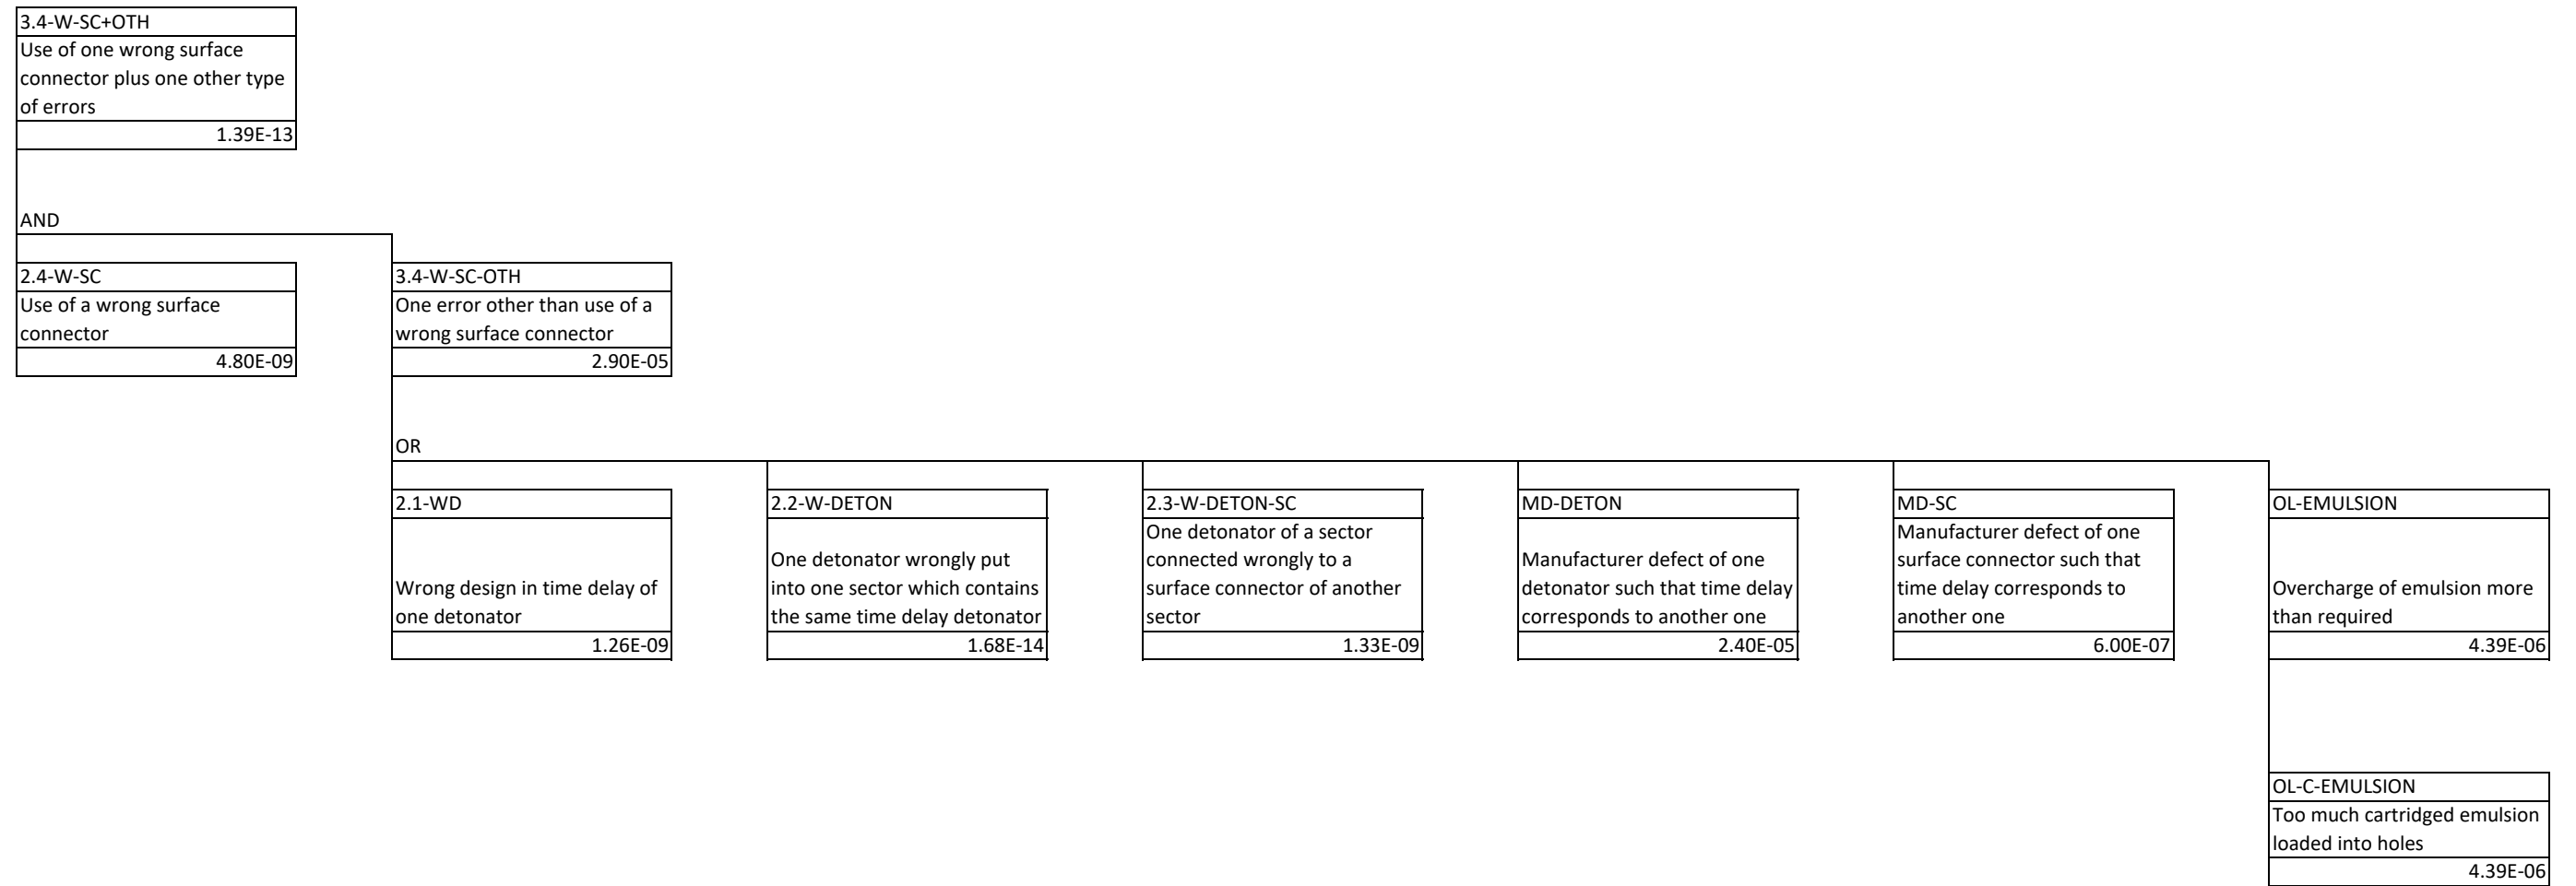 3.4-W-SC+OTH
Use of one wrong surface
connector plus one other type
of errors
1.39E-13
AND
2.4-W-SC
Use of a wrong surface
connector
4.80E-09
3.4-W-SC-OTH
One error other than use of a
wrong surface connector
2.90E-05
OR
2.1-WD
Wrong design in time delay of
one detonator
1.26E-09
2.2-W-DETON
One detonator wrongly put
into one sector which contains
the same time delay detonator
1.68E-14
2.3-W-DETON-SC
One detonator of a sector
connected wrongly to a
surface connector of another
sector
1.33E-09
MD-DETON
Manufacturer defect of one
detonator such that time delay
corresponds to another one
2.40E-05
MD-SC
Manufacturer defect of one
surface connector such that
time delay corresponds to
another one
6.00E-07
OL-EMULSION
Overcharge of emulsion more
than required
4.39E-06
OL-C-EMULSION
Too much cartridged emulsion
loaded into holes
4.39E-06